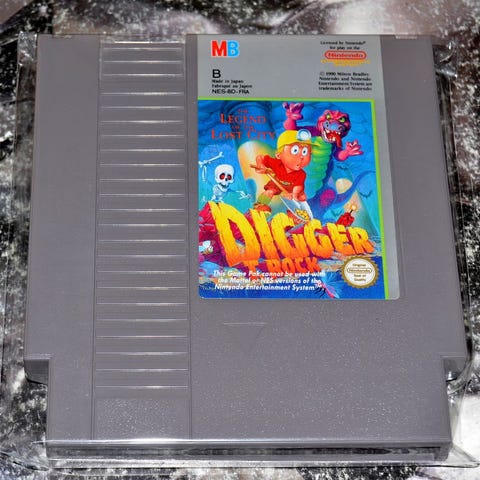 MB
Licensed by Nintendo®
for play on the
Nintendo
B
Made in Japan
Fabriqué au Japon
NES-8D-FRA
© 1990 Milton Bradley
Nintendo and Nintendo
Entertainment System are
trademarks of Nintendo.
THE
LEGEND
OF THE
LOST CITY
DIGGER
T. ROCK
This Game Pak cannot be used with
the Mattel or NES versions of the
Nintendo Entertainment System™.
Original
Nintendo
Seal of
Quality